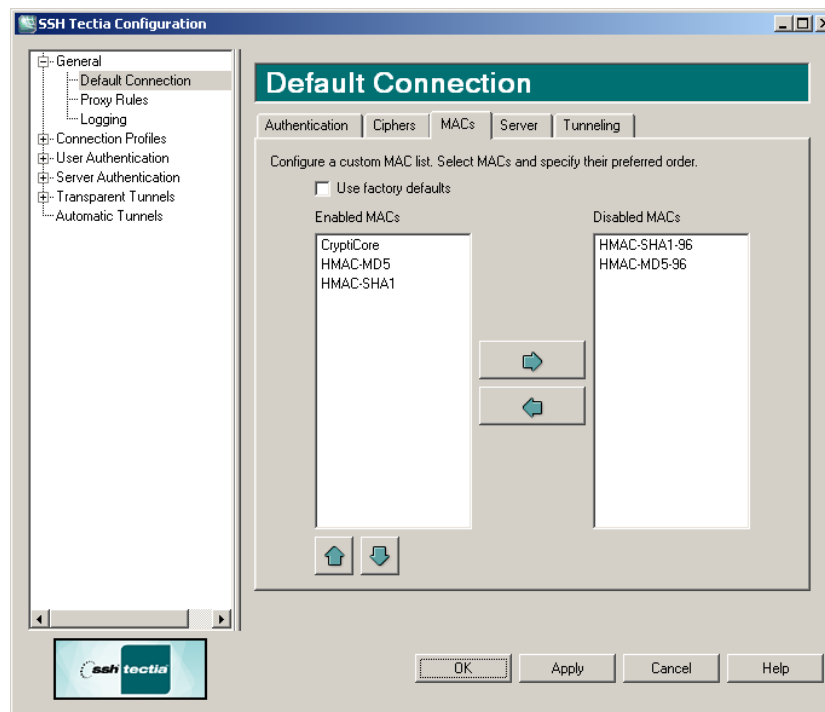 SSH Tectia Configuration
General
Default Connection
Proxy Rules
Logging
Connection Profiles
User Authentication
Server Authentication
Transparent Tunnels
Automatic Tunnels
Default Connection
Authentication Ciphers MACs Server Tunneling
Configure a custom MAC list. Select MACs and specify their preferred order.
Use factory defaults
Enabled MACs Disabled MACs
CryptiCore HMAC-SHA1-96
HMAC-MD5 HMAC-MD5-96
HMAC-SHA1
ssh tectia
OK Apply Cancel Help